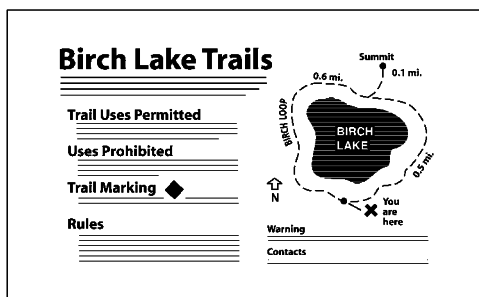 Birch Lake Trails
Trail Uses Permitted
Uses Prohibited
Trail Marking
Rules
Summit
0.6 mi.
0.1 mi.
BIRCH LOOP
BIRCH
LAKE
0.5 mi.
N
You
are
here
Warning
Contacts